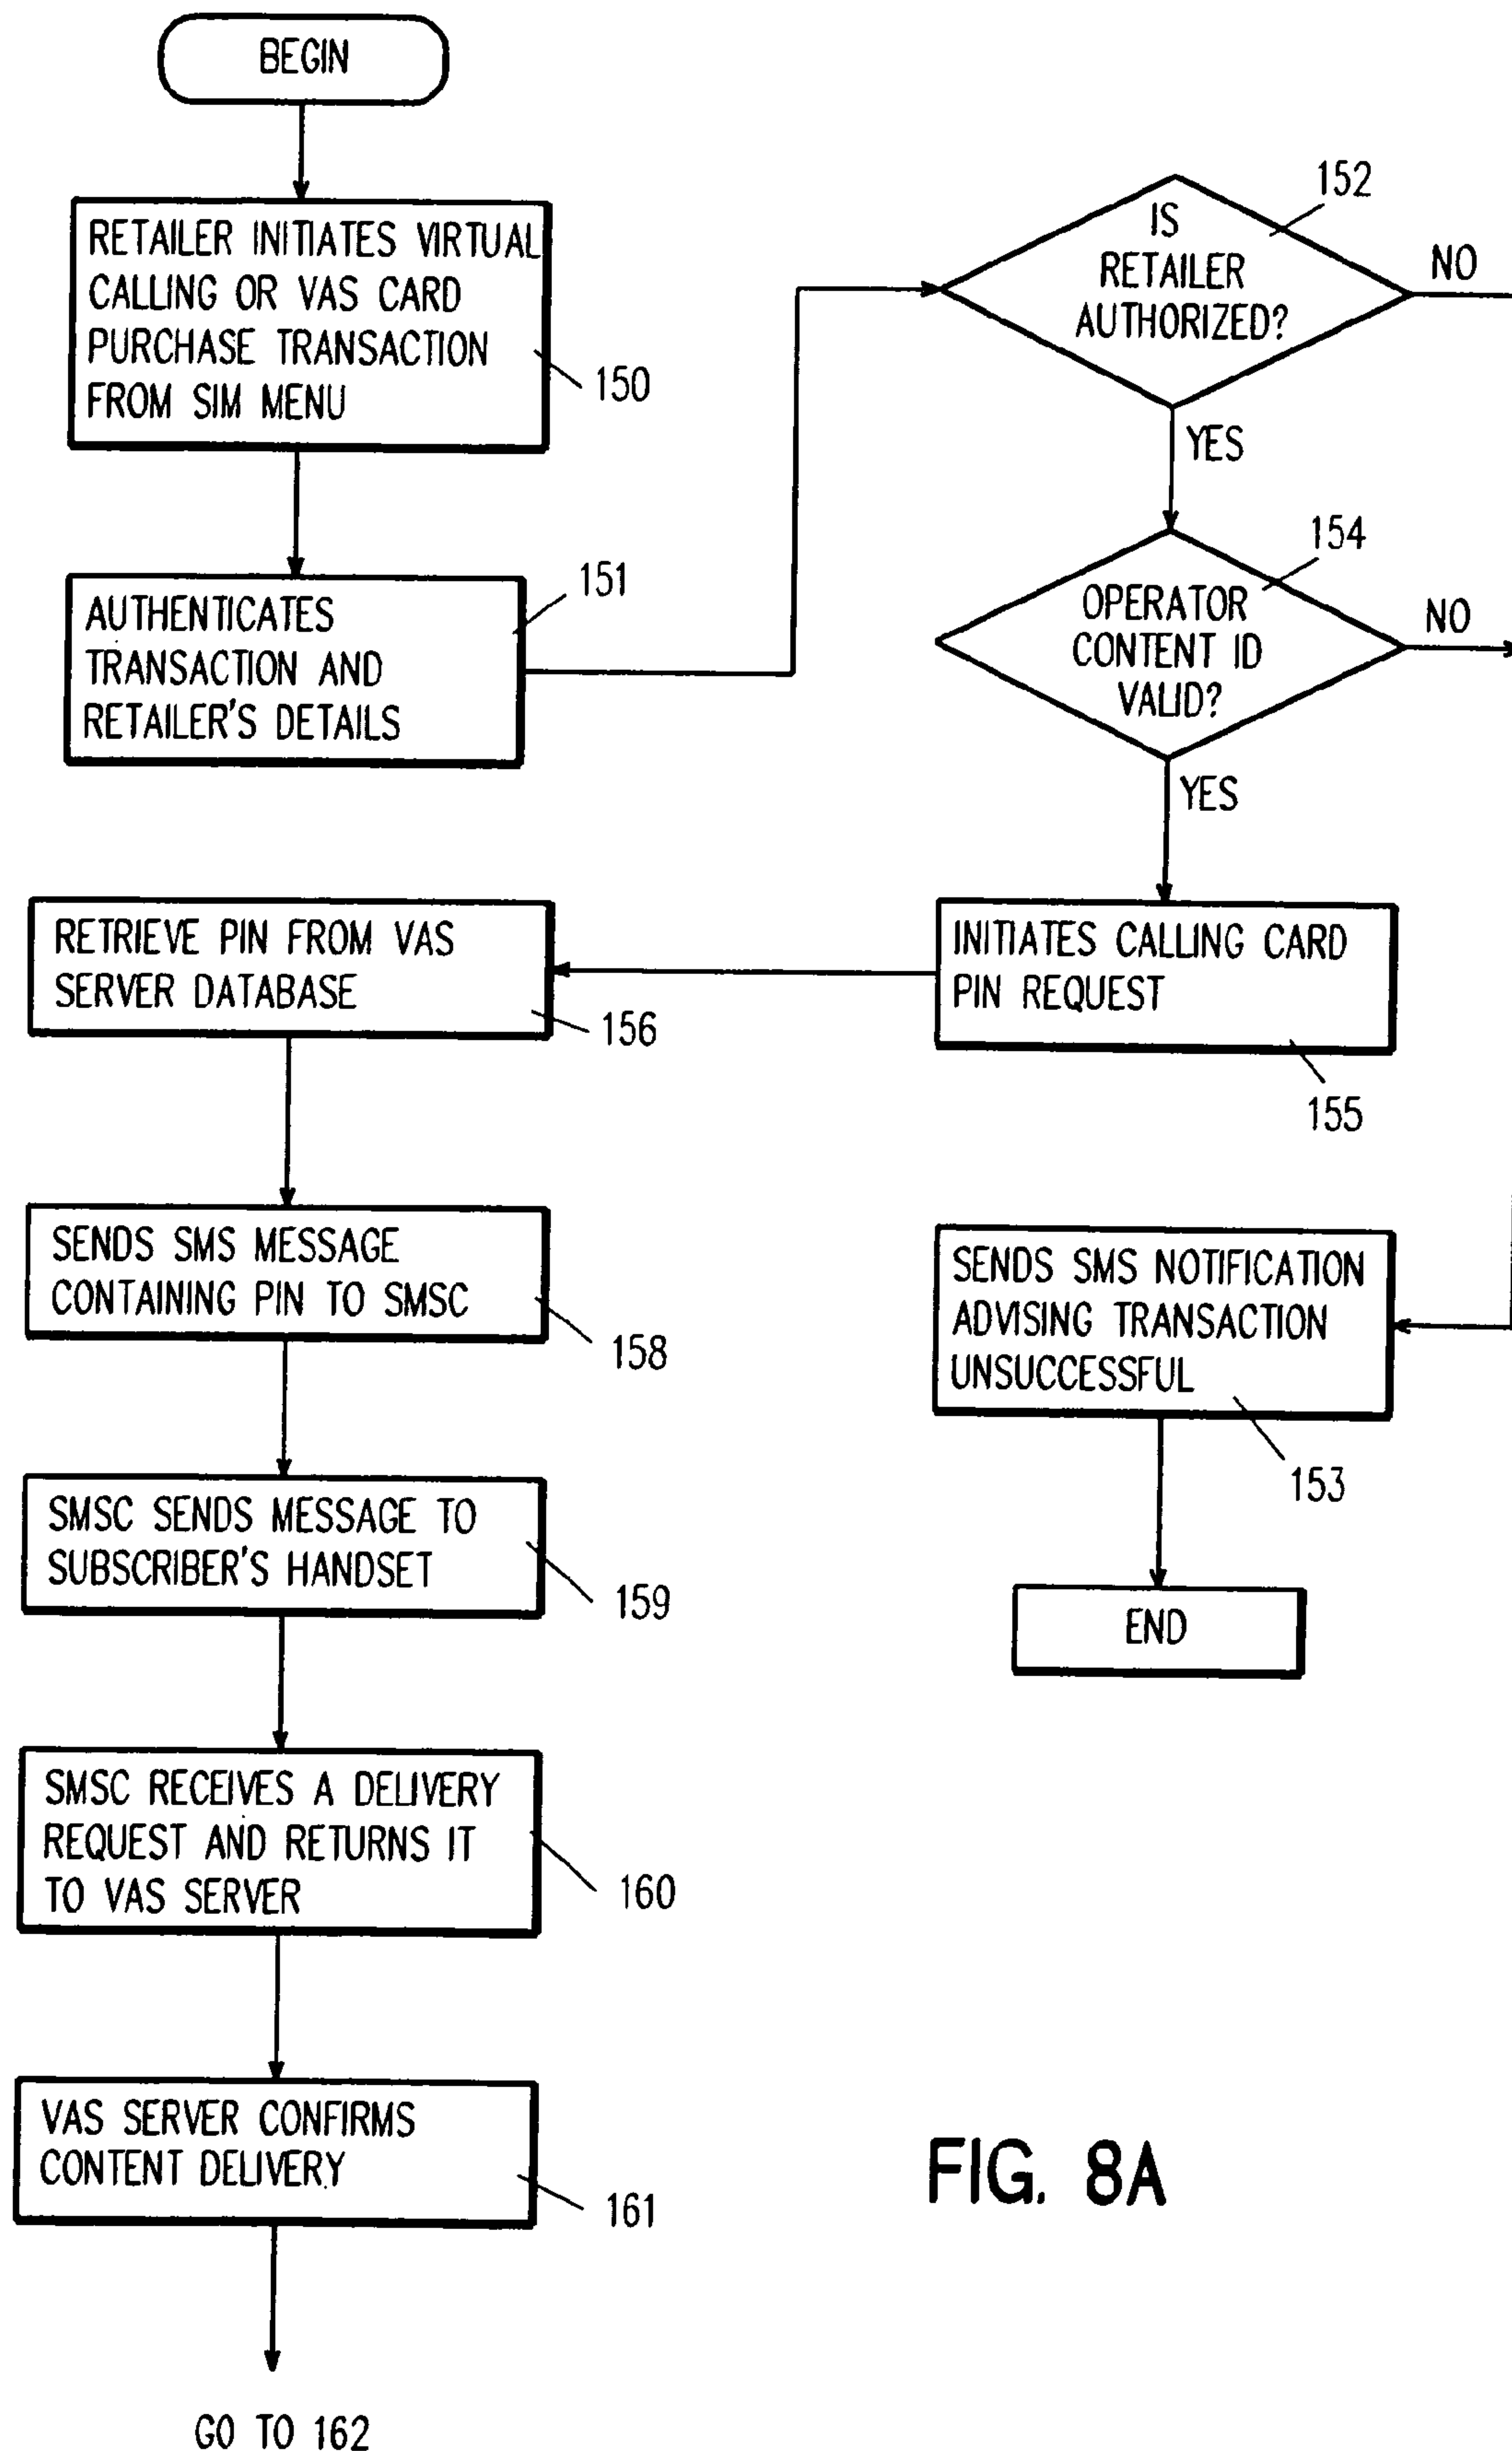 BEGIN
RETAILER INITIATES VIRTUAL
CALLING OR VAS CARD
PURCHASE TRANSACTION
FROM SIM MENU
150
AUTHENTICATES
TRANSACTION AND
RETAILER'S DETAILS
151
IS
RETAILER
AUTHORIZED?
152
NO
YES
OPERATOR
CONTENT ID
VALID?
154
NO
YES
INITIATES CALLING CARD
PIN REQUEST
155
RETRIEVE PIN FROM VAS
SERVER DATABASE
156
SENDS SMS MESSAGE
CONTAINING PIN TO SMSC
158
SENDS SMS NOTIFICATION
ADVISING TRANSACTION
UNSUCCESSFUL
153
END
SMSC SENDS MESSAGE TO
SUBSCRIBER'S HANDSET
159
SMSC RECEIVES A DELIVERY
REQUEST AND RETURNS IT
TO VAS SERVER
160
VAS SERVER CONFIRMS
CONTENT DELIVERY
161
GO TO 162
FIG. 8A